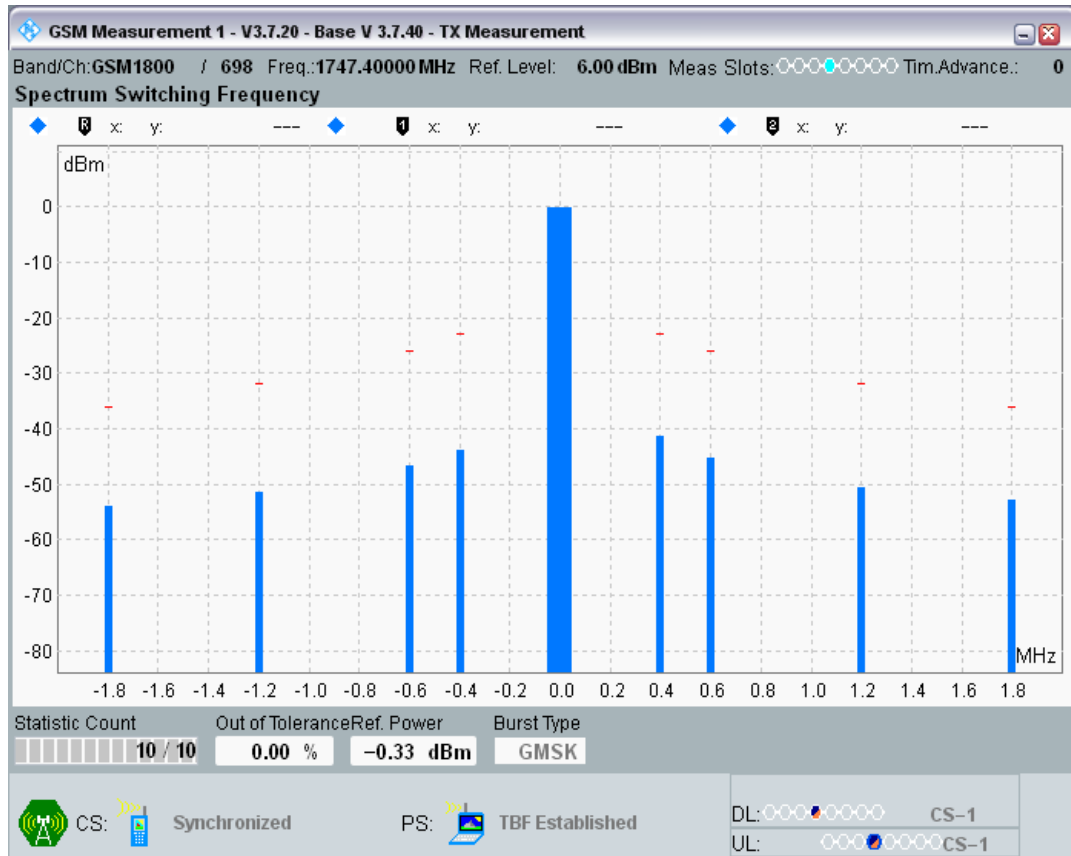 GSM Measurement 1 - V3.7.20 - Base V 3.7.40 - TX Measurement
Band/Ch:GSM1800 / 698 Freq.:1747.40000 MHz Ref. Level: 6.00 dBm Meas Slots: Tim.Advance.: 0
Spectrum Switching Frequency
R x: y: --- 1 x: y: --- 2 x: y: ---
dBm
0
-10
-20
-30
-40
-50
-60
-70
-80
MHz
-1.8 -1.6 -1.4 -1.2 -1.0 -0.8 -0.6 -0.4 -0.2 0.0 0.2 0.4 0.6 0.8 1.0 1.2 1.4 1.6 1.8
Statistic Count Out of Tolerance Ref. Power Burst Type
10 / 10 0.00 % −0.33 dBm GMSK
CS: Synchronized PS: TBF Established DL: CS−1
UL: CS−1